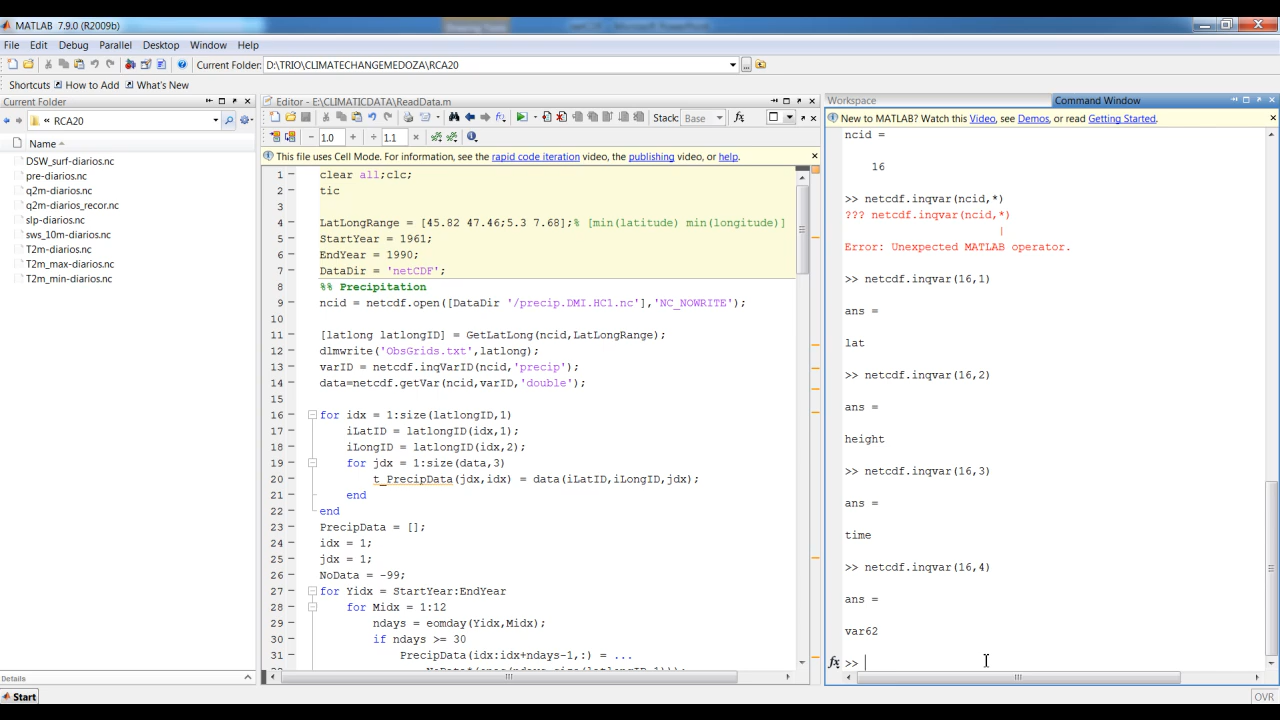 MATLAB 7.9.0 (R2009b)
File Edit Debug Parallel Desktop Window Help
Current Folder: D:\TRIO\CLIMATECHANGEMEDOZA\RCA20
Shortcuts How to Add What's New
Current Folder
« RCA20
Name
DSW_surf-diarios.nc
pre-diarios.nc
q2m-diarios.nc
q2m-diarios_recor.nc
slp-diarios.nc
sws_10m-diarios.nc
T2m-diarios.nc
T2m_max-diarios.nc
T2m_min-diarios.nc
Details
Start
Editor - E:\CLIMATICDATA\ReadData.m
Stack: Base
1.0 1.1
This file uses Cell Mode. For information, see the rapid code iteration video, the publishing video, or help.
1 clear all;clc;
2 tic
3
4 LatLongRange = [45.82 47.46;5.3 7.68];% [min(latitude) min(longitude)]
5 StartYear = 1961;
6 EndYear = 1990;
7 DataDir = 'netCDF';
8 %% Precipitation
9 ncid = netcdf.open([DataDir '/precip.DMI.HC1.nc'],'NC_NOWRITE');
10
11 [latlong latlongID] = GetLatLong(ncid,LatLongRange);
12 dlmwrite('ObsGrids.txt',latlong);
13 varID = netcdf.inqVarID(ncid,'precip');
14 data=netcdf.getVar(ncid,varID,'double');
15
16 for idx = 1:size(latlongID,1)
17 iLatID = latlongID(idx,1);
18 iLongID = latlongID(idx,2);
19 for jdx = 1:size(data,3)
20 t_PrecipData(jdx,idx) = data(iLatID,iLongID,jdx);
21 end
22 end
23 PrecipData = [];
24 idx = 1;
25 jdx = 1;
26 NoData = -99;
27 for Yidx = StartYear:EndYear
28 for Midx = 1:12
29 ndays = eomday(Yidx,Midx);
30 if ndays >= 30
31 PrecipData(idx:idx+ndays-1,:) = ...
Workspace
Command Window
New to MATLAB? Watch this Video, see Demos, or read Getting Started.
ncid =
16
>> netcdf.inqvar(ncid,*)
??? netcdf.inqvar(ncid,*)
|
Error: Unexpected MATLAB operator.
>> netcdf.inqvar(16,1)
ans =
lat
>> netcdf.inqvar(16,2)
ans =
height
>> netcdf.inqvar(16,3)
ans =
time
>> netcdf.inqvar(16,4)
ans =
var62
fx >>
OVR